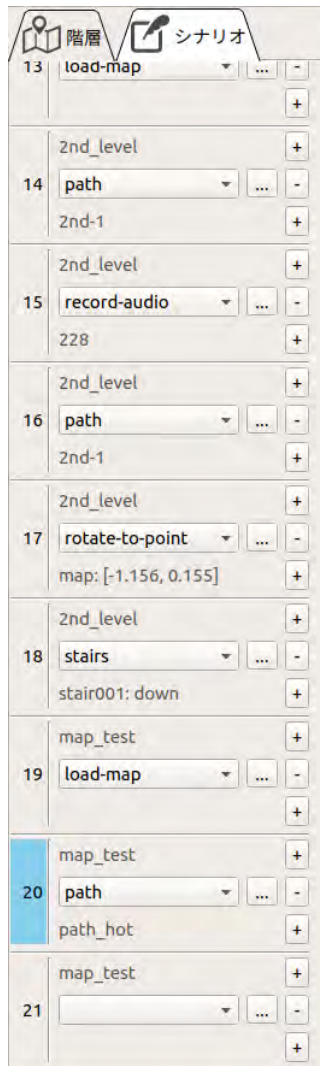 階層 シナリオ
13 load-map ... -
+
2nd_level +
14 path ... -
2nd-1 +
2nd_level +
15 record-audio ... -
228 +
2nd_level +
16 path ... -
2nd-1 +
2nd_level +
17 rotate-to-point ... -
map: [-1.156, 0.155] +
2nd_level +
18 stairs ... -
stair001: down +
map_test +
19 load-map ... -
+
map_test +
20 path ... -
path_hot +
map_test +
21 ... -
+